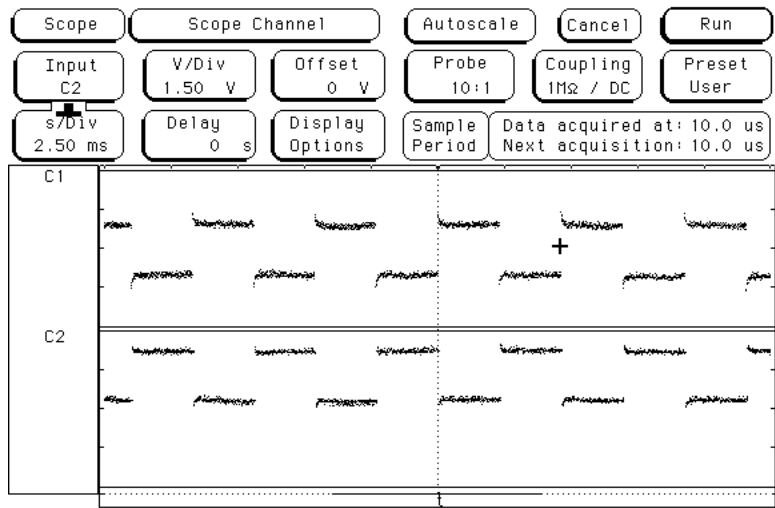 Scope
Scope Channel
Autoscale
Cancel
Run
Input
C2
V/Div
1.50 V
Offset
0 V
Probe
10:1
Coupling
1MΩ / DC
Preset
User
s/Div
2.50 ms
Delay
0 s
Display
Options
Sample
Period
Data acquired at: 10.0 us
Next acquisition: 10.0 us
C1
C2
t